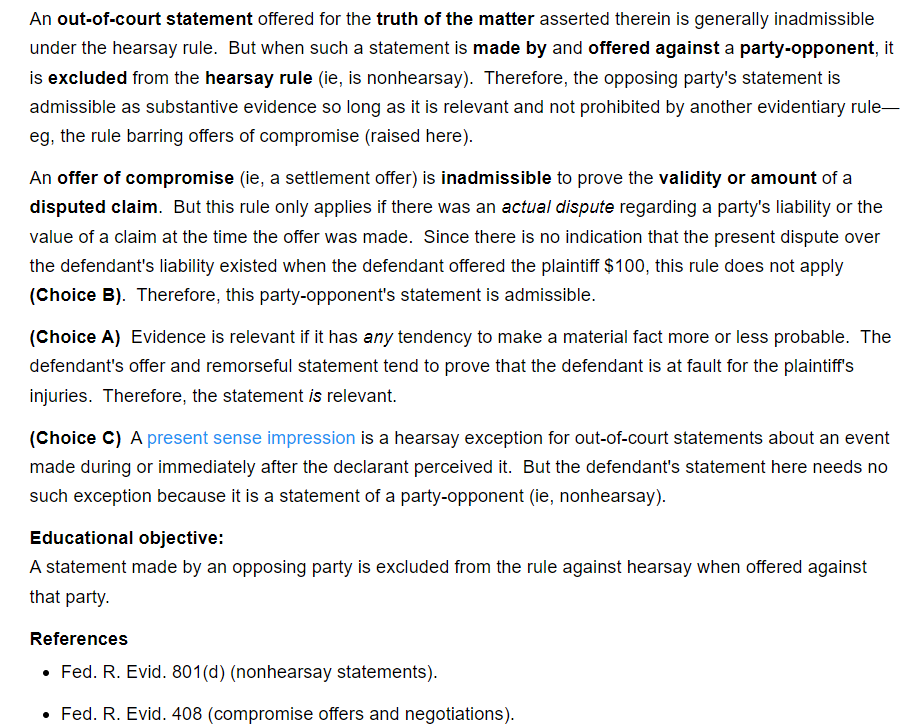 An out-of-court statement offered for the truth of the matter asserted therein is generally inadmissible
under the hearsay rule.  But when such a statement is made by and offered against a party-opponent, it
is excluded from the hearsay rule (ie, is nonhearsay).  Therefore, the opposing party's statement is
admissible as substantive evidence so long as it is relevant and not prohibited by another evidentiary rule—
eg, the rule barring offers of compromise (raised here).
An offer of compromise (ie, a settlement offer) is inadmissible to prove the validity or amount of a
disputed claim.  But this rule only applies if there was an actual dispute regarding a party's liability or the
value of a claim at the time the offer was made.  Since there is no indication that the present dispute over
the defendant's liability existed when the defendant offered the plaintiff $100, this rule does not apply
(Choice B).  Therefore, this party-opponent's statement is admissible.
(Choice A)  Evidence is relevant if it has any tendency to make a material fact more or less probable.  The
defendant's offer and remorseful statement tend to prove that the defendant is at fault for the plaintiff's
injuries.  Therefore, the statement is relevant.
(Choice C)  A present sense impression is a hearsay exception for out-of-court statements about an event
made during or immediately after the declarant perceived it.  But the defendant's statement here needs no
such exception because it is a statement of a party-opponent (ie, nonhearsay).
Educational objective:
A statement made by an opposing party is excluded from the rule against hearsay when offered against
that party.
References
• Fed. R. Evid. 801(d) (nonhearsay statements).
• Fed. R. Evid. 408 (compromise offers and negotiations).